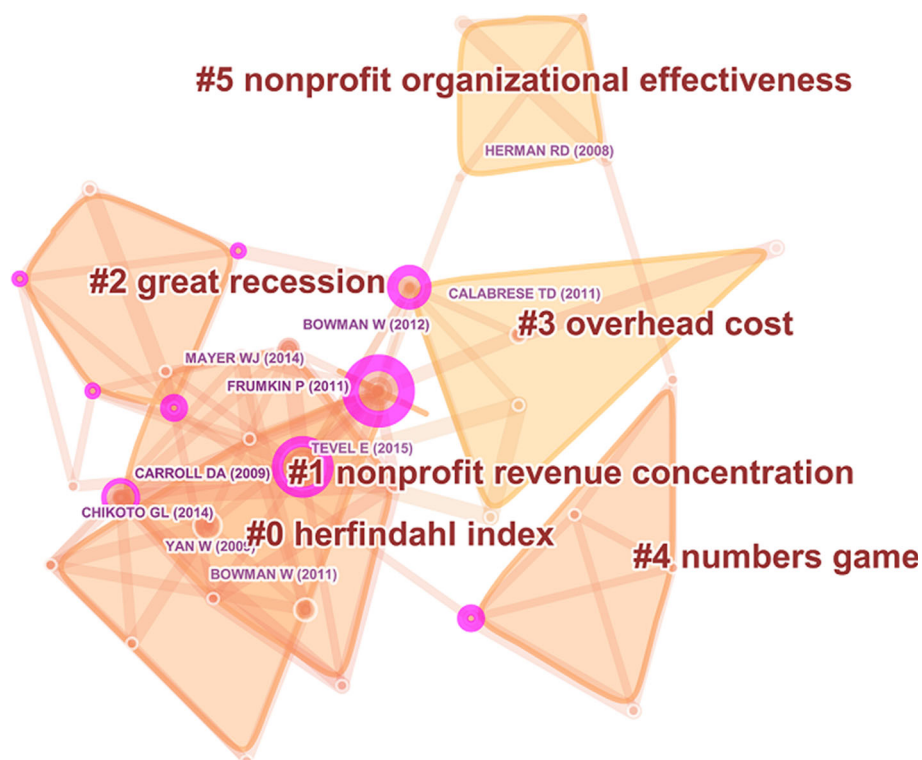 #5 nonprofit organizational effectiveness
HERMAN RD (2008)
#2 great recession
CALABRESE TD (2011)
BOWMAN W (2012)
#3 overhead cost
MAYER WJ (2014)
FRUMKIN P (2011)
TEVEL E (2015)
CARROLL DA (2009)
#1 nonprofit revenue concentration
CHIKOTO GL (2014)
#0 herfindahl index
YAN W
#4 numbers game
BOWMAN W (2011)